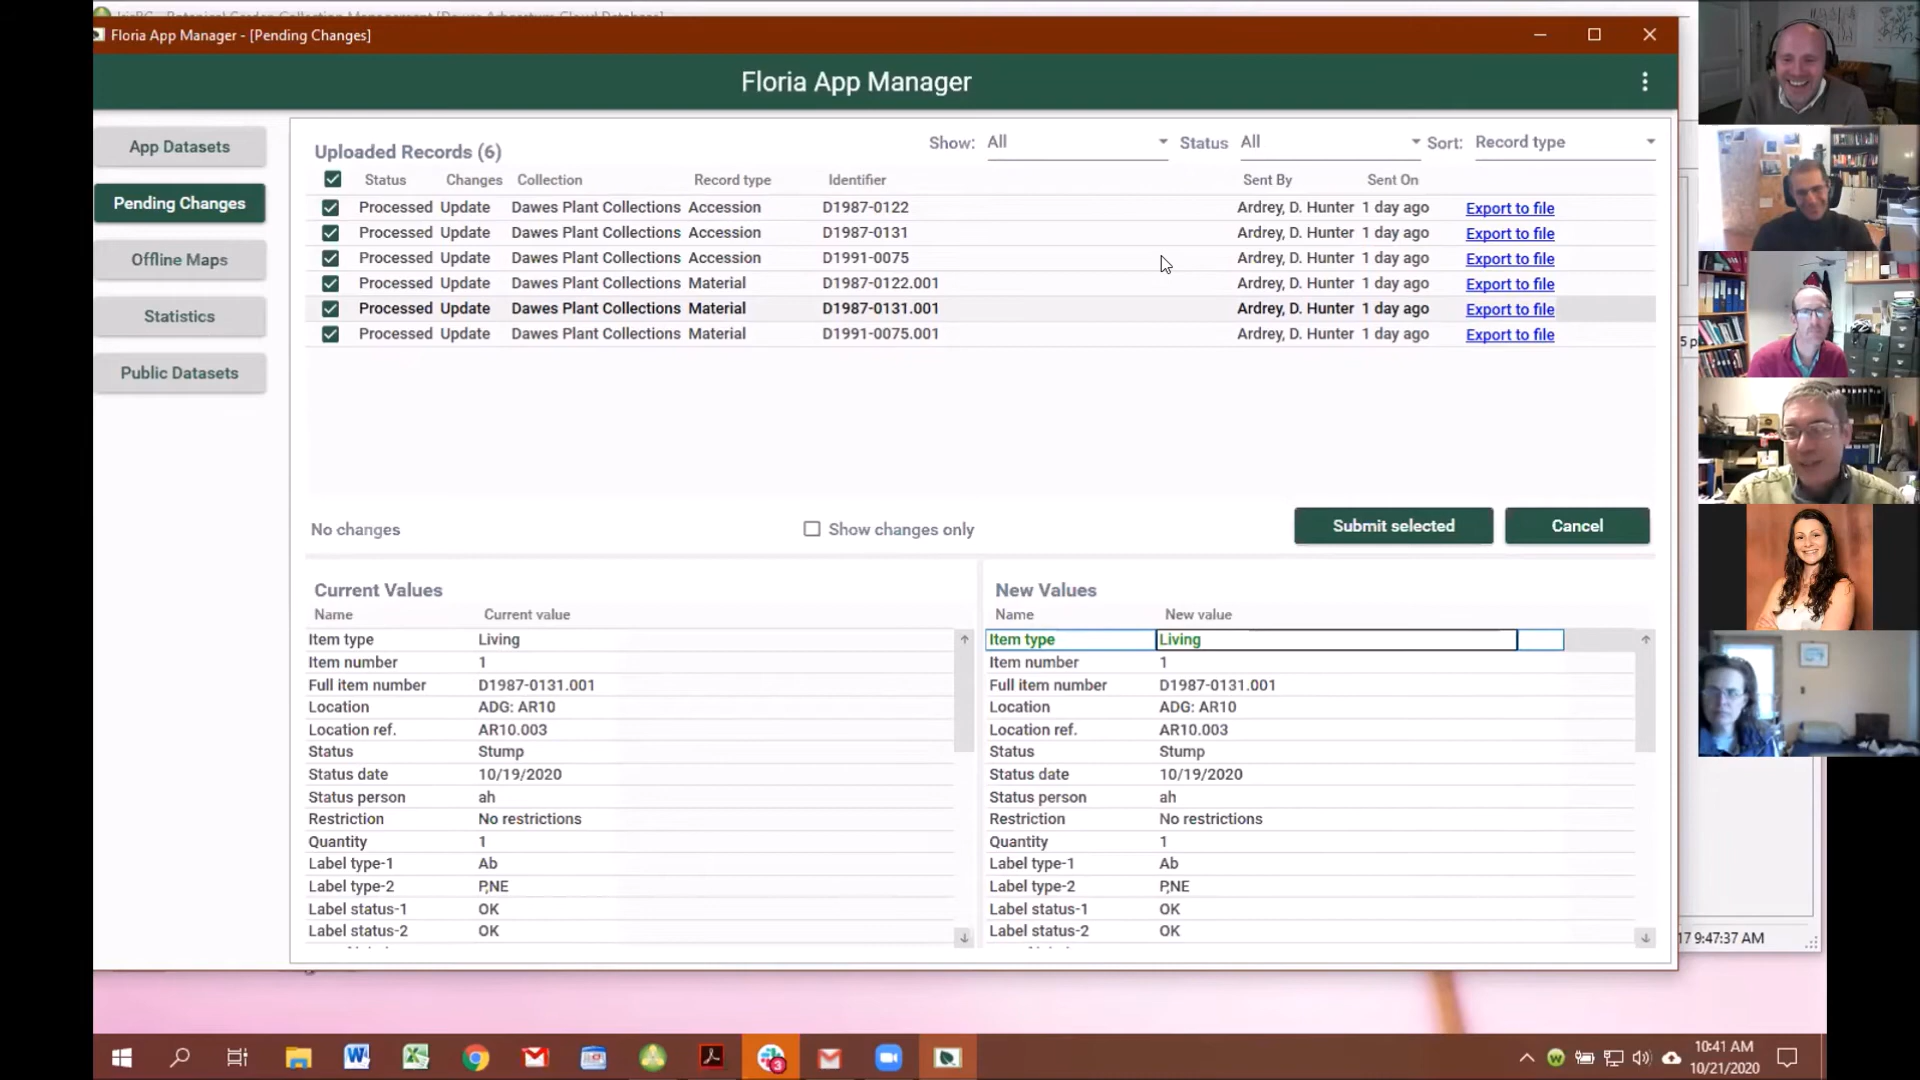 IrisBG - Botanical Garden Collection Management [Dawes Arboretum Cloud Database]
Floria App Manager - [Pending Changes]
Floria App Manager
App Datasets
Pending Changes
Offline Maps
Statistics
Public Datasets
Uploaded Records (6)
Show: All Status All Sort: Record type
Status Changes Collection Record type Identifier Sent By Sent On
Processed Update Dawes Plant Collections Accession D1987-0122 Ardrey, D. Hunter 1 day ago Export to file
Processed Update Dawes Plant Collections Accession D1987-0131 Ardrey, D. Hunter 1 day ago Export to file
Processed Update Dawes Plant Collections Accession D1991-0075 Ardrey, D. Hunter 1 day ago Export to file
Processed Update Dawes Plant Collections Material D1987-0122.001 Ardrey, D. Hunter 1 day ago Export to file
Processed Update Dawes Plant Collections Material D1987-0131.001 Ardrey, D. Hunter 1 day ago Export to file
Processed Update Dawes Plant Collections Material D1991-0075.001 Ardrey, D. Hunter 1 day ago Export to file
5 p
No changes Show changes only Submit selected Cancel
Current Values
Name Current value
Item type Living
Item number 1
Full item number D1987-0131.001
Location ADG: AR10
Location ref. AR10.003
Status Stump
Status date 10/19/2020
Status person ah
Restriction No restrictions
Quantity 1
Label type-1 Ab
Label type-2 P,NE
Label status-1 OK
Label status-2 OK
New Values
Name New value
Item type Living
Item number 1
Full item number D1987-0131.001
Location ADG: AR10
Location ref. AR10.003
Status Stump
Status date 10/19/2020
Status person ah
Restriction No restrictions
Quantity 1
Label type-1 Ab
Label type-2 P,NE
Label status-1 OK
Label status-2 OK
17 9:47:37 AM
3
10:41 AM
10/21/2020